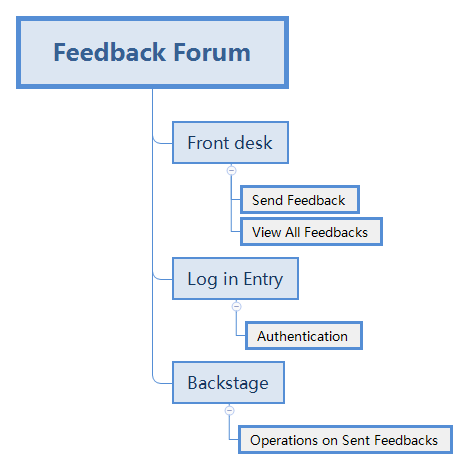 Feedback Forum
Front desk
Send Feedback
View All Feedbacks
Log in Entry
Authentication
Backstage
Operations on Sent Feedbacks